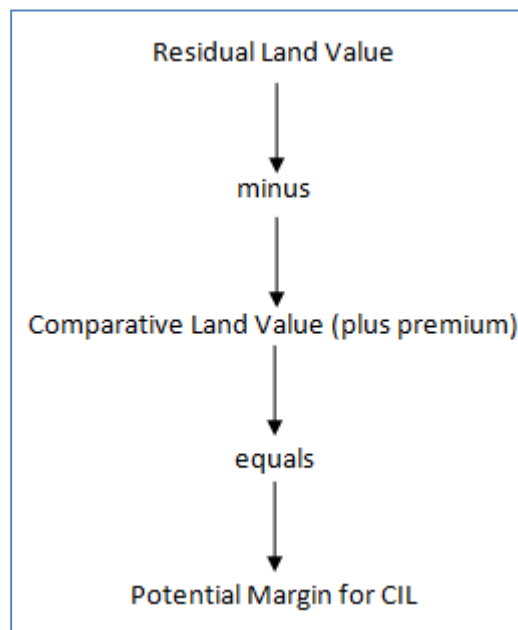 Residual Land Value
minus
Comparative Land Value (plus premium)
equals
Potential Margin for CIL